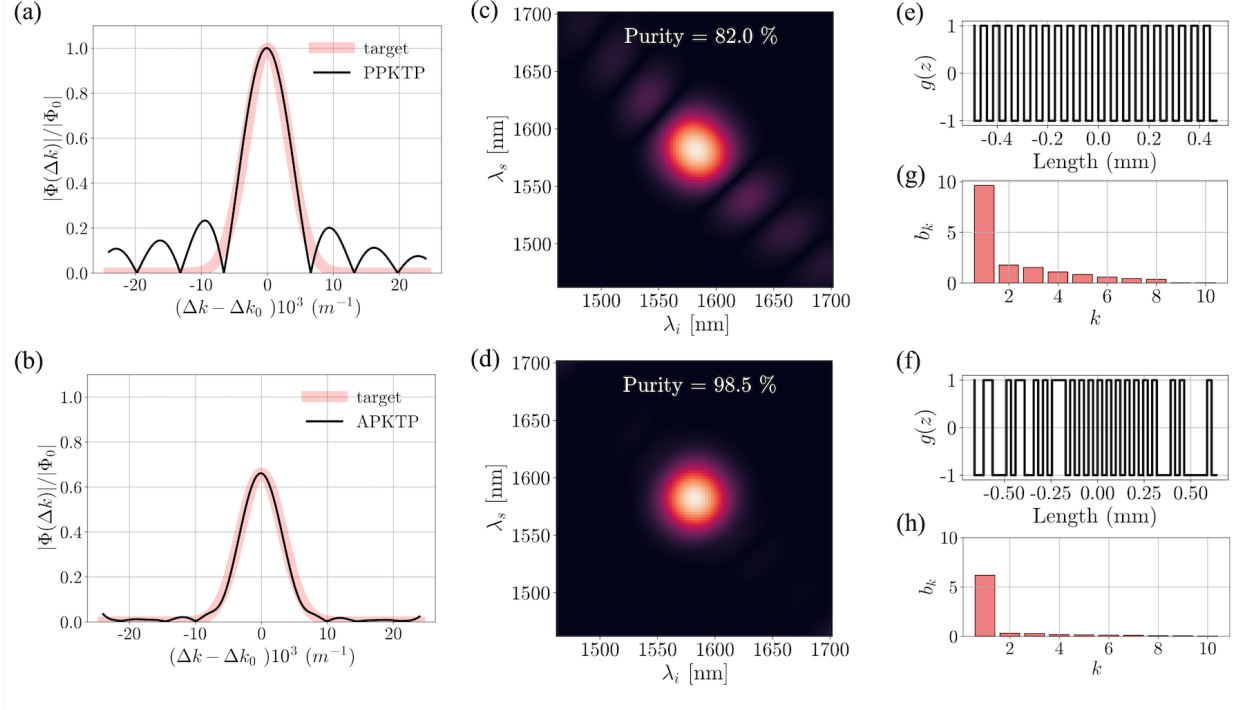 (a)
1.0
0.8
0.6
0.4
0.2
0.0
|Φ(Δk)|/|Φ₀|
target
PPKTP
-20 -10 0 10 20
(Δk − Δk₀ )10³ (m⁻¹)
(b)
1.0
0.8
0.6
0.4
0.2
0.0
|Φ(Δk)|/|Φ₀|
target
APKTP
-20 -10 0 10 20
(Δk − Δk₀ )10³ (m⁻¹)
(c)
1700
1650
1600
1550
1500
λₛ [nm]
Purity = 82.0 %
1500 1550 1600 1650 1700
λᵢ [nm]
(d)
1700
1650
1600
1550
1500
λₛ [nm]
Purity = 98.5 %
1500 1550 1600 1650 1700
λᵢ [nm]
(e)
1
0
-1
g(z)
-0.4 -0.2 0.0 0.2 0.4
Length (mm)
(g)
10
5
0
bₖ
2 4 6 8 10
k
(f)
1
0
-1
g(z)
-0.50 -0.25 0.00 0.25 0.50
Length (mm)
(h)
10
5
0
bₖ
2 4 6 8 10
k